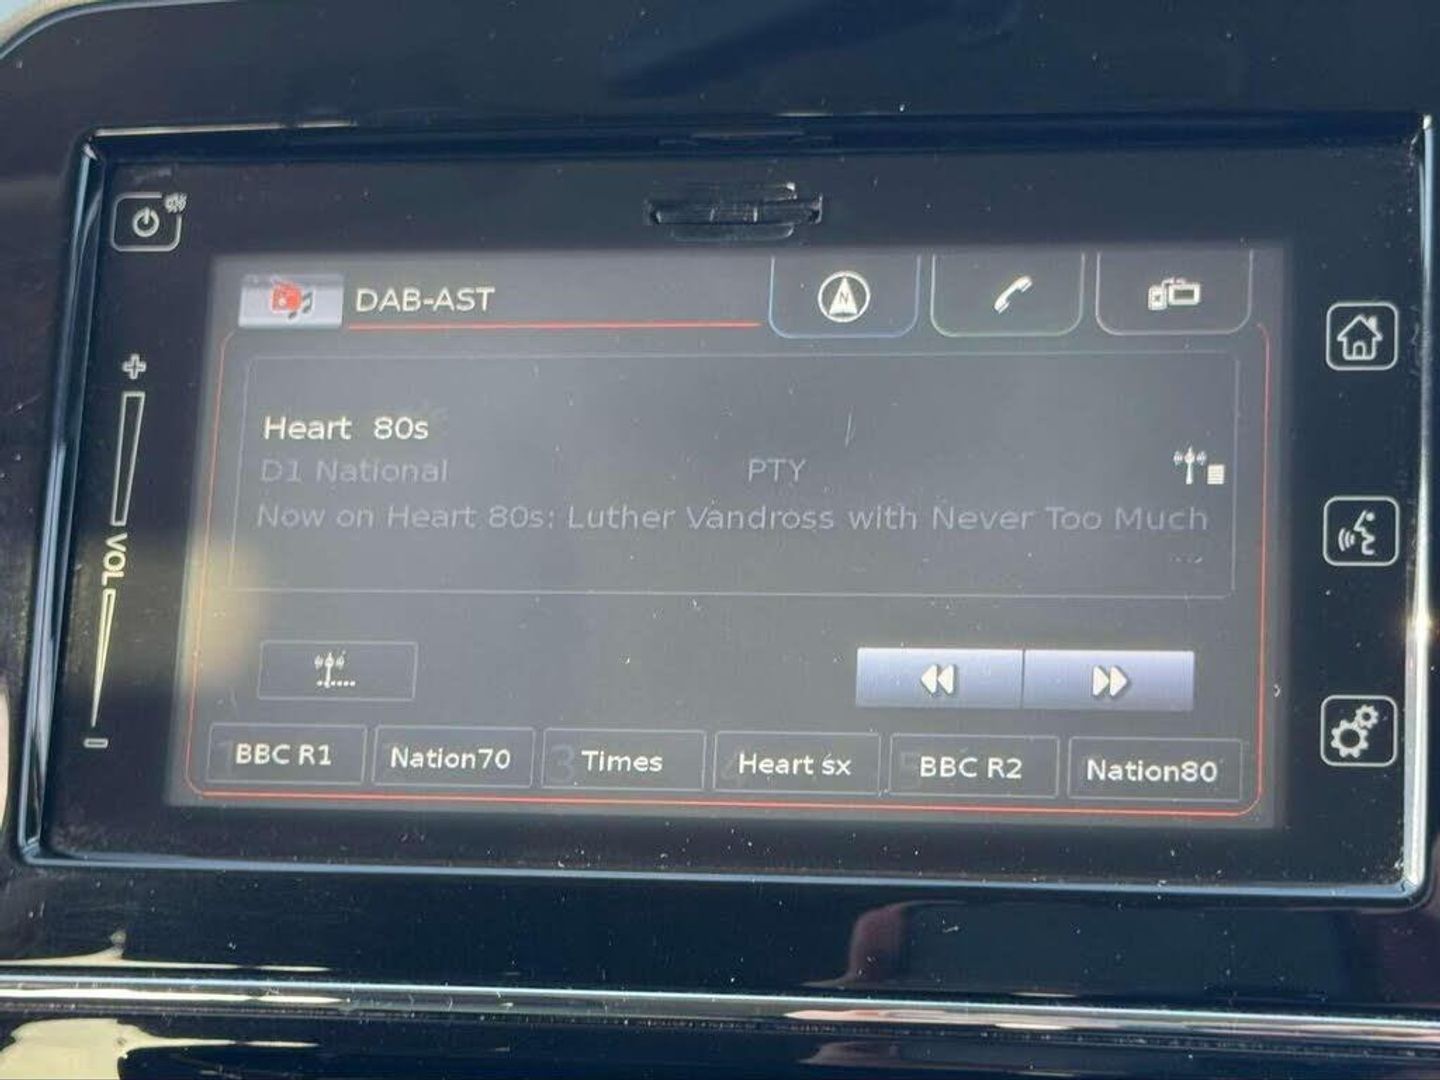 DAB-AST
N
Heart 80s
D1 National PTY
Now on Heart 80s: Luther Vandross with Never Too Much
+
VOL
-
BBC R1 Nation70 3 Times Heart sx BBC R2 Nation80